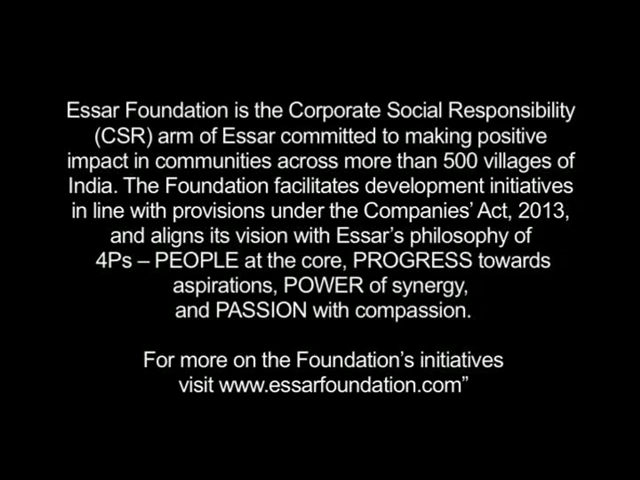 Essar Foundation is the Corporate Social Responsibility
(CSR) arm of Essar committed to making positive
impact in communities across more than 500 villages of
India. The Foundation facilitates development initiatives
in line with provisions under the Companies’ Act, 2013,
and aligns its vision with Essar’s philosophy of
4Ps – PEOPLE at the core, PROGRESS towards
aspirations, POWER of synergy,
and PASSION with compassion.
For more on the Foundation’s initiatives
visit www.essarfoundation.com”